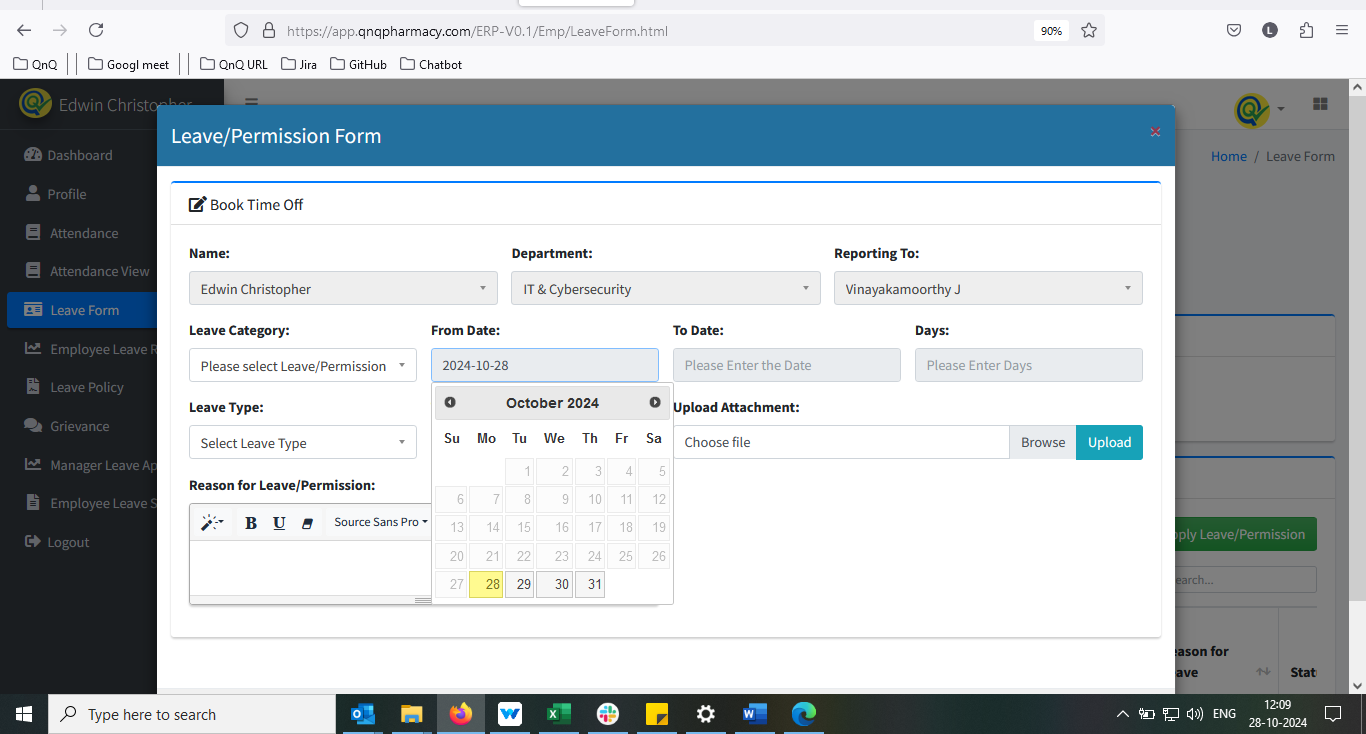 https://app.qnqpharmacy.com/ERP-V0.1/Emp/LeaveForm.html
90%
L
QnQ
Googl meet
QnQ URL
Jira
GitHub
Chatbot
Edwin Christopher
Leave/Permission Form
Home / Leave Form
Dashboard
Profile
Attendance
Attendance View
Leave Form
Employee Leave R
Leave Policy
Grievance
Manager Leave Ap
Employee Leave S
Logout
Book Time Off
Name:
Department:
Reporting To:
Edwin Christopher
IT & Cybersecurity
Vinayakamoorthy J
Leave Category:
From Date:
To Date:
Days:
Please select Leave/Permission
2024-10-28
Please Enter the Date
Please Enter Days
Leave Type:
Upload Attachment:
Select Leave Type
Choose file
Browse
Upload
October 2024
Su Mo Tu We Th Fr Sa
1 2 3 4 5
6 7 8 9 10 11 12
13 14 15 16 17 18 19
20 21 22 23 24 25 26
27 28 29 30 31
Reason for Leave/Permission:
B U
Source Sans Pro
pply Leave/Permission
earch...
eason for
ave
Stat
Type here to search
ENG
12:09
28-10-2024